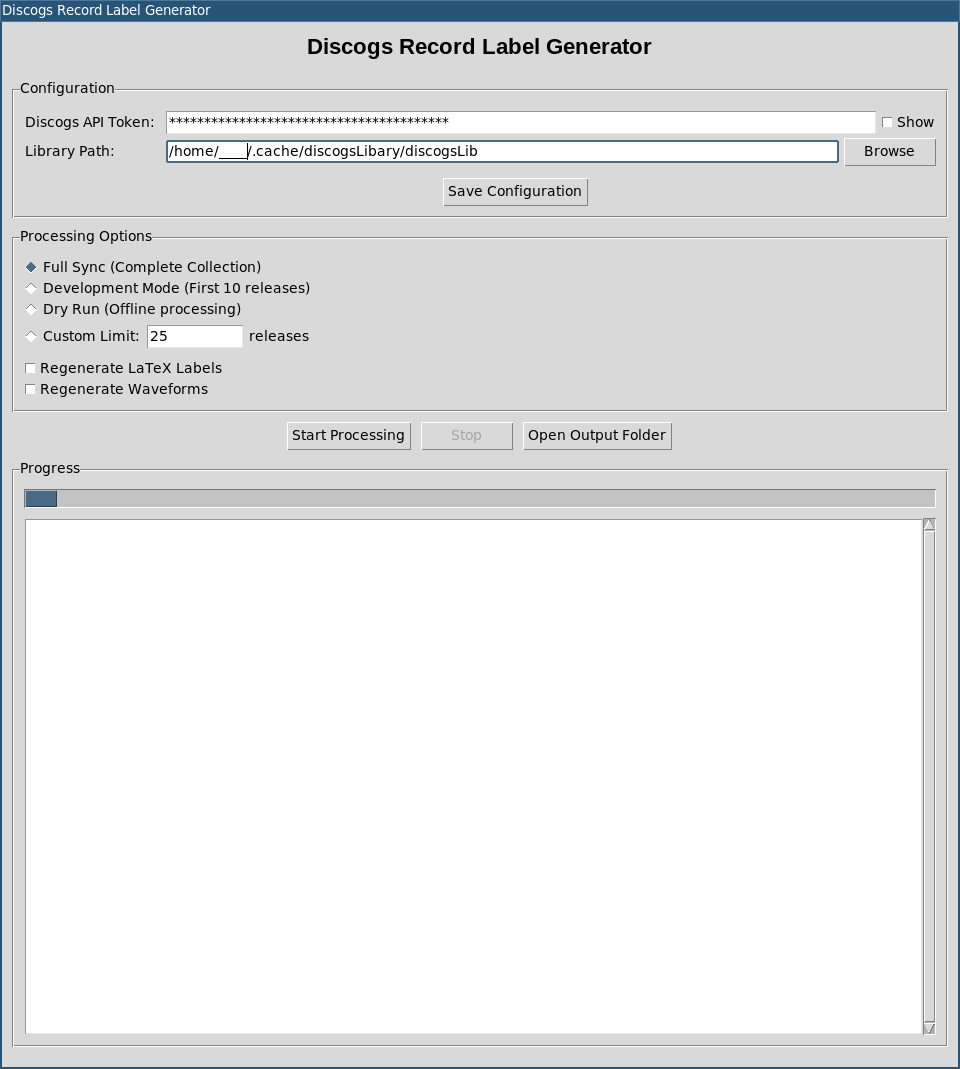 Discogs Record Label Generator
Discogs Record Label Generator
Configuration
Discogs API Token: **************************************** Show
Library Path: /home/____/.cache/discogsLibary/discogsLib Browse
Save Configuration
Processing Options
Full Sync (Complete Collection)
Development Mode (First 10 releases)
Dry Run (Offline processing)
Custom Limit: 25 releases
Regenerate LaTeX Labels
Regenerate Waveforms
Start Processing Stop Open Output Folder
Progress